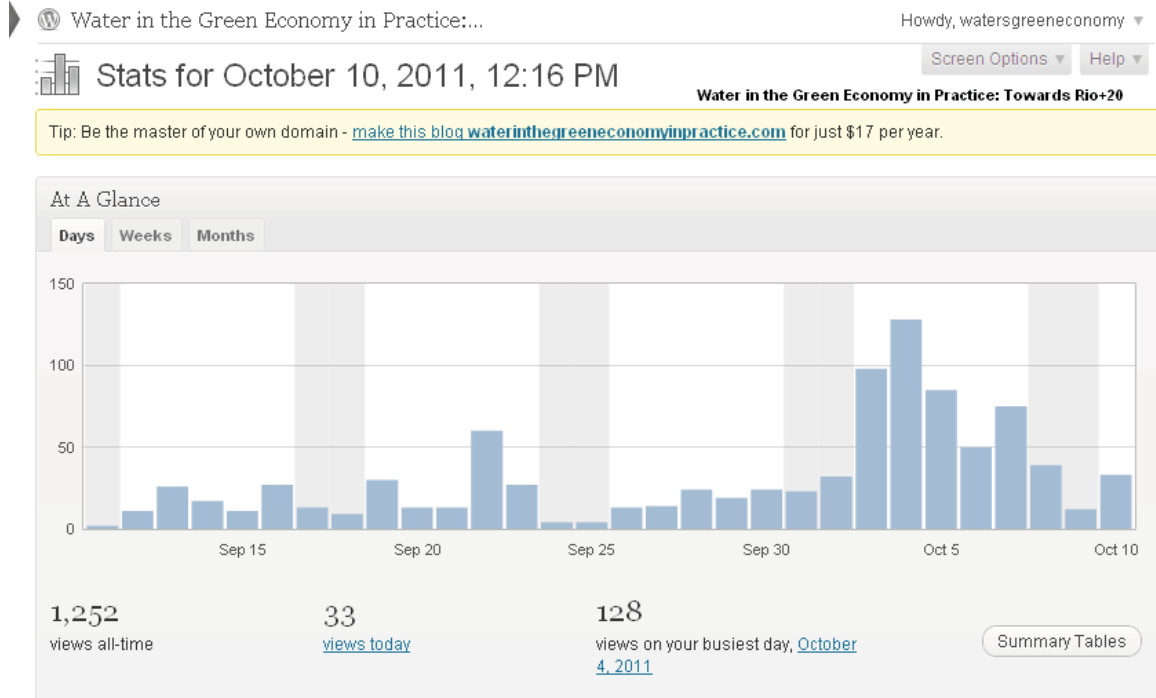 Water in the Green Economy in Practice:...
Howdy, watersgreeneconomy
Stats for October 10, 2011, 12:16 PM
Screen Options
Help
Water in the Green Economy in Practice: Towards Rio+20
Tip: Be the master of your own domain - make this blog waterinthegreeneconomyinpractice.com for just $17 per year.
At A Glance
Days Weeks Months
150
100
50
0
Sep 15 Sep 20 Sep 25 Sep 30 Oct 5 Oct 10
1,252
views all-time
33
views today
128
views on your busiest day, October
4, 2011
Summary Tables